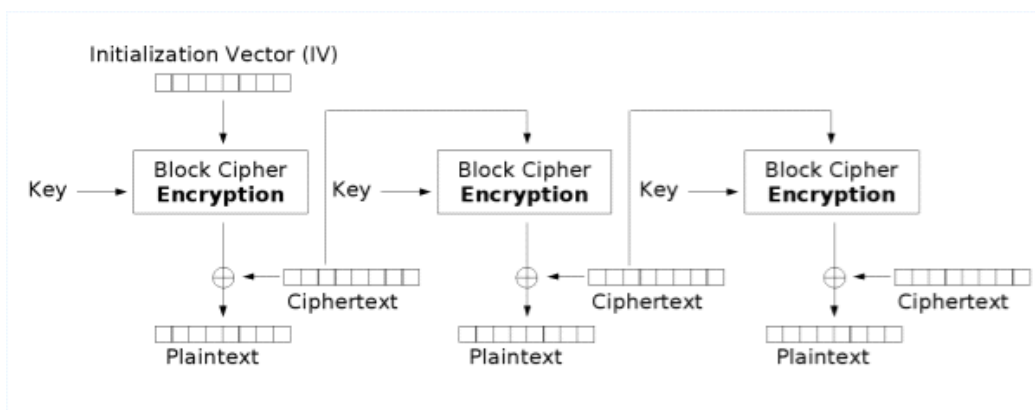 Initialization Vector (IV)
Key
Block Cipher
Encryption
Key
Block Cipher
Encryption
Key
Block Cipher
Encryption
Ciphertext
Ciphertext
Ciphertext
Plaintext
Plaintext
Plaintext